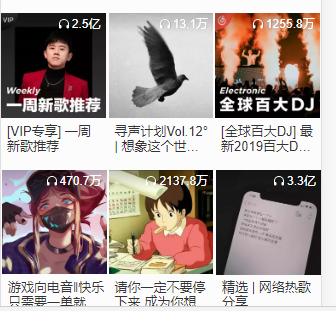 VIP
2.5亿
Weekly
一周新歌推荐
[VIP专享] 一周
新歌推荐
13.1万
寻声计划Vol.12°
| 想象这个世…
1255.8万
Electronic
全球百大DJ
[全球百大DJ] 最
新2019百大D…
470.7万
游戏向电音‖快乐
只需要一单就
2137.8万
请你一定不要停
下来 成为你想
3.3亿
精选 | 网络热歌
分享